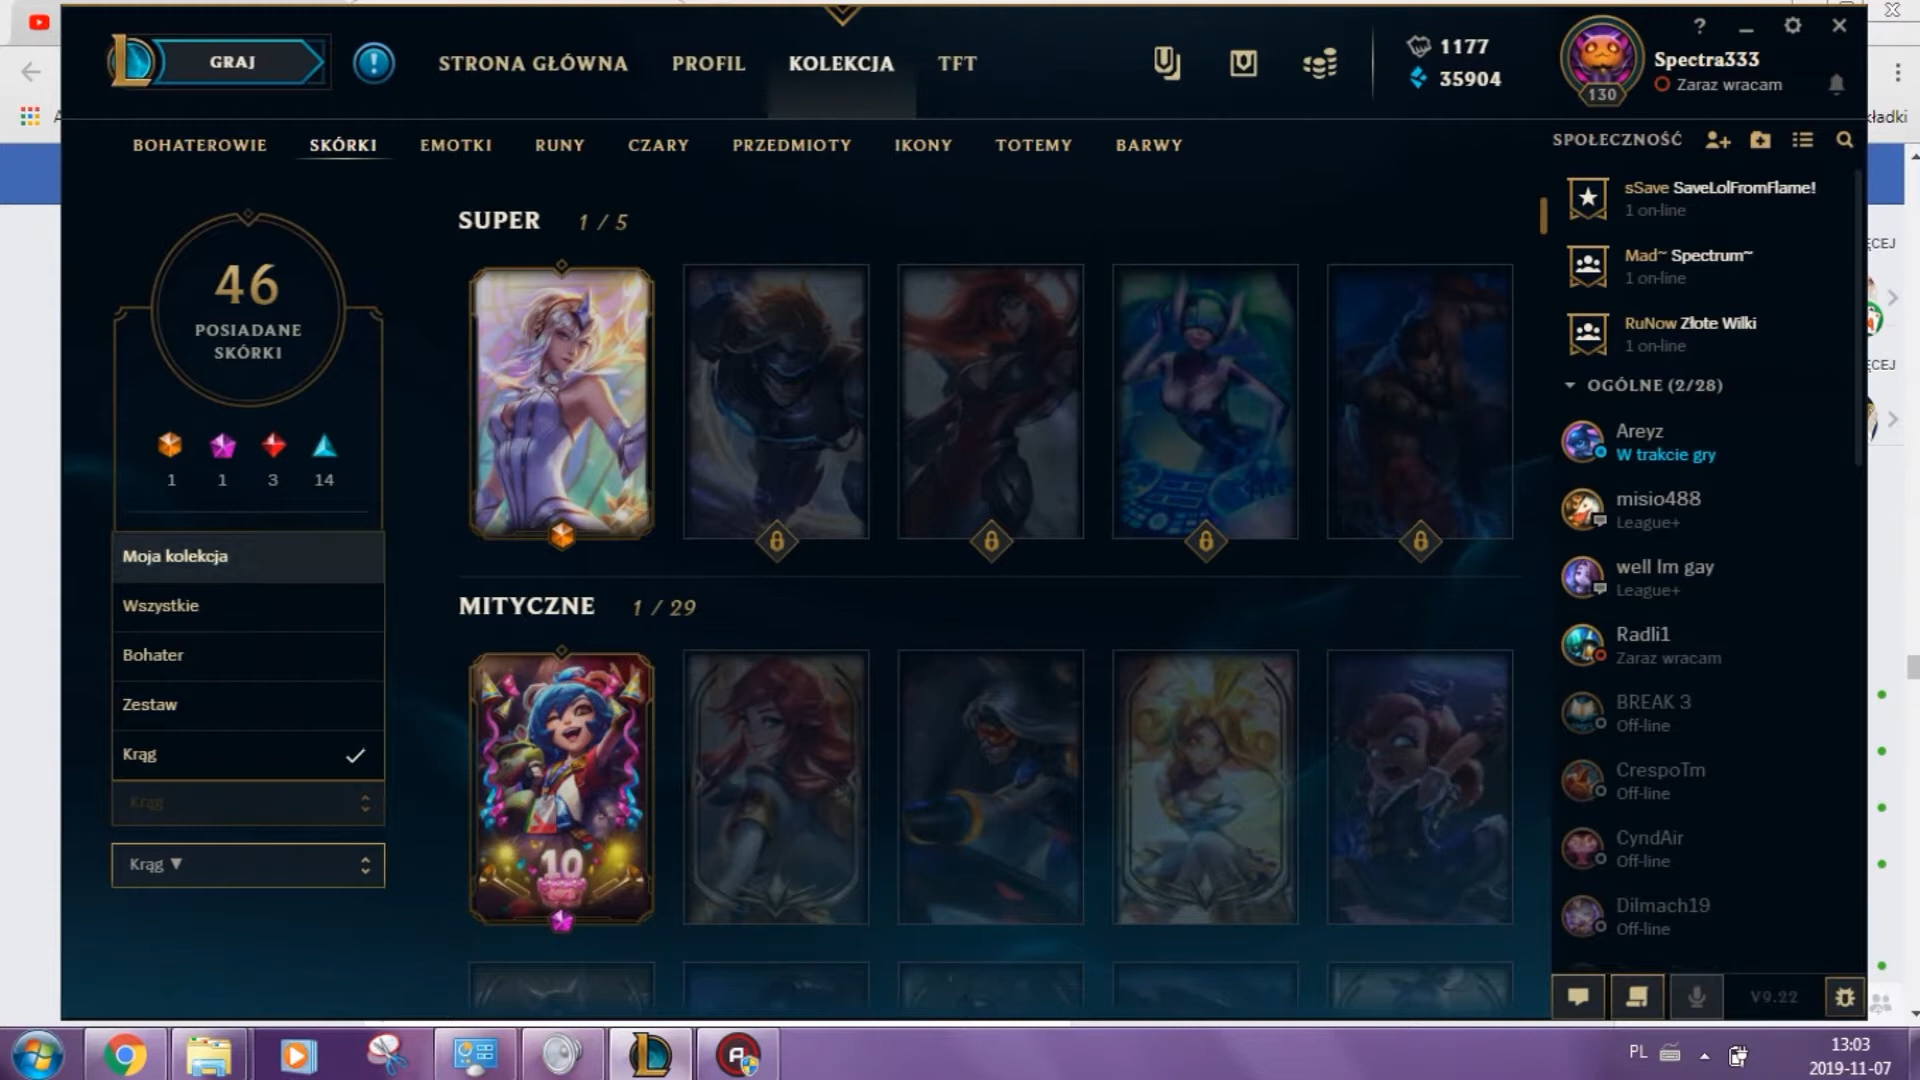 GRAJ
STRONA GŁÓWNA
PROFIL
KOLEKCJA
TFT
1177
35904
130
Spectra333
Zaraz wracam
BOHATEROWIE
SKÓRKI
EMOTKI
RUNY
CZARY
PRZEDMIOTY
IKONY
TOTEMY
BARWY
46
POSIADANE
SKÓRKI
1
1
3
14
Moja kolekcja
Wszystkie
Bohater
Zestaw
Krąg
Krąg
Krąg ▼
SUPER 1 / 5
MITYCZNE 1 / 29
10
SPOŁECZNOŚĆ
sSave SaveLolFromFlame!
1 on-line
Mad~ Spectrum~
1 on-line
RuNow Złote Wilki
1 on-line
OGÓLNE (2/28)
Areyz
W trakcie gry
misio488
League+
well Im gay
League+
Radli1
Zaraz wracam
BREAK 3
Off-line
CrespoTm
Off-line
CyndAir
Off-line
Dilmach19
Off-line
V9.22
PL
13:03
2019-11-07